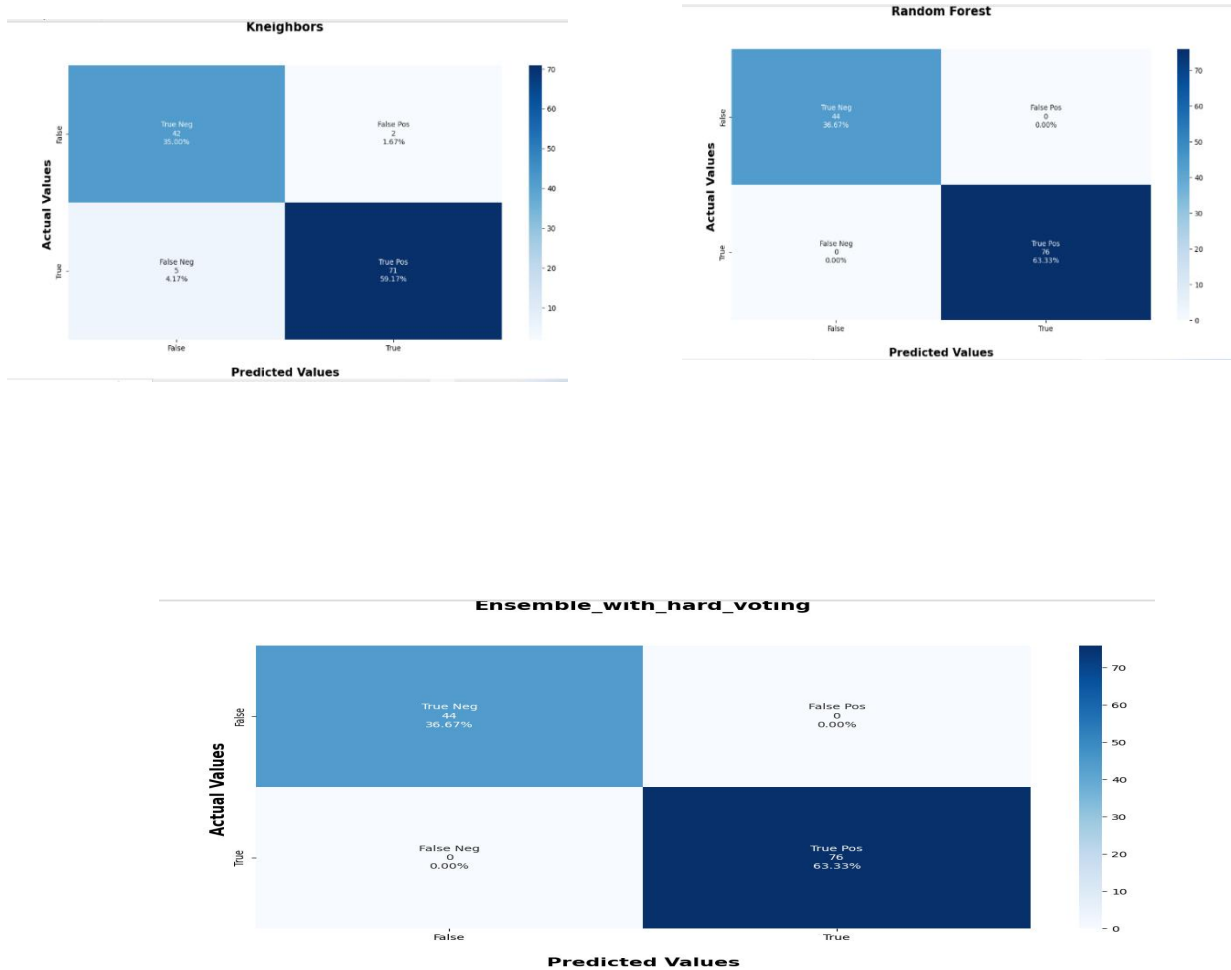 Kneighbors
True Neg
42
35.00%
False Pos
2
1.67%
False Neg
5
4.17%
True Pos
71
59.17%
Actual Values
False
True
False
True
Predicted Values
70
60
50
40
30
20
10
Random Forest
True Neg
44
36.67%
False Pos
0
0.00%
False Neg
0
0.00%
True Pos
76
63.33%
Actual Values
False
True
False
True
Predicted Values
70
60
50
40
30
20
10
0
Ensemble_with_hard_voting
True Neg
44
36.67%
False Pos
0
0.00%
False Neg
0
0.00%
True Pos
76
63.33%
Actual Values
False
True
False
True
Predicted Values
70
60
50
40
30
20
10
0